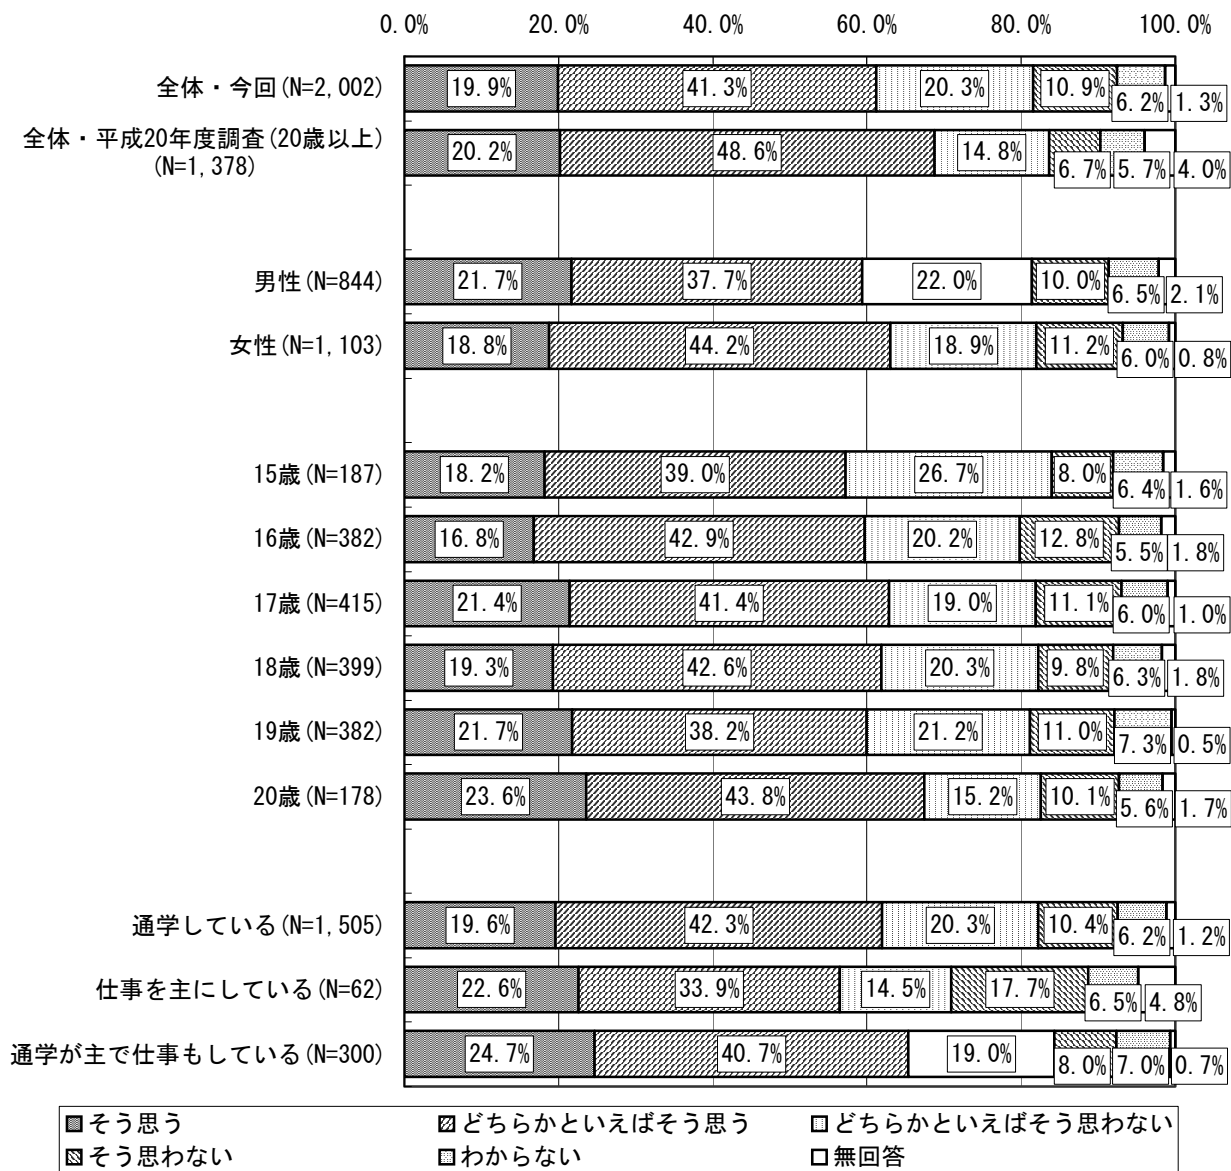 0.0% 20.0% 40.0% 60.0% 80.0% 100.0%
全体・今回(N=2,002) 19.9% 41.3% 20.3% 10.9% 6.2% 1.3%
全体・平成20年度調査(20歳以上)
(N=1,378) 20.2% 48.6% 14.8% 6.7% 5.7% 4.0%
男性(N=844) 21.7% 37.7% 22.0% 10.0% 6.5% 2.1%
女性(N=1,103) 18.8% 44.2% 18.9% 11.2% 6.0% 0.8%
15歳(N=187) 18.2% 39.0% 26.7% 8.0% 6.4% 1.6%
16歳(N=382) 16.8% 42.9% 20.2% 12.8% 5.5% 1.8%
17歳(N=415) 21.4% 41.4% 19.0% 11.1% 6.0% 1.0%
18歳(N=399) 19.3% 42.6% 20.3% 9.8% 6.3% 1.8%
19歳(N=382) 21.7% 38.2% 21.2% 11.0% 7.3% 0.5%
20歳(N=178) 23.6% 43.8% 15.2% 10.1% 5.6% 1.7%
通学している(N=1,505) 19.6% 42.3% 20.3% 10.4% 6.2% 1.2%
仕事を主にしている(N=62) 22.6% 33.9% 14.5% 17.7% 6.5% 4.8%
通学が主で仕事もしている(N=300) 24.7% 40.7% 19.0% 8.0% 7.0% 0.7%
そう思う どちらかといえばそう思う どちらかといえばそう思わない
そう思わない わからない 無回答